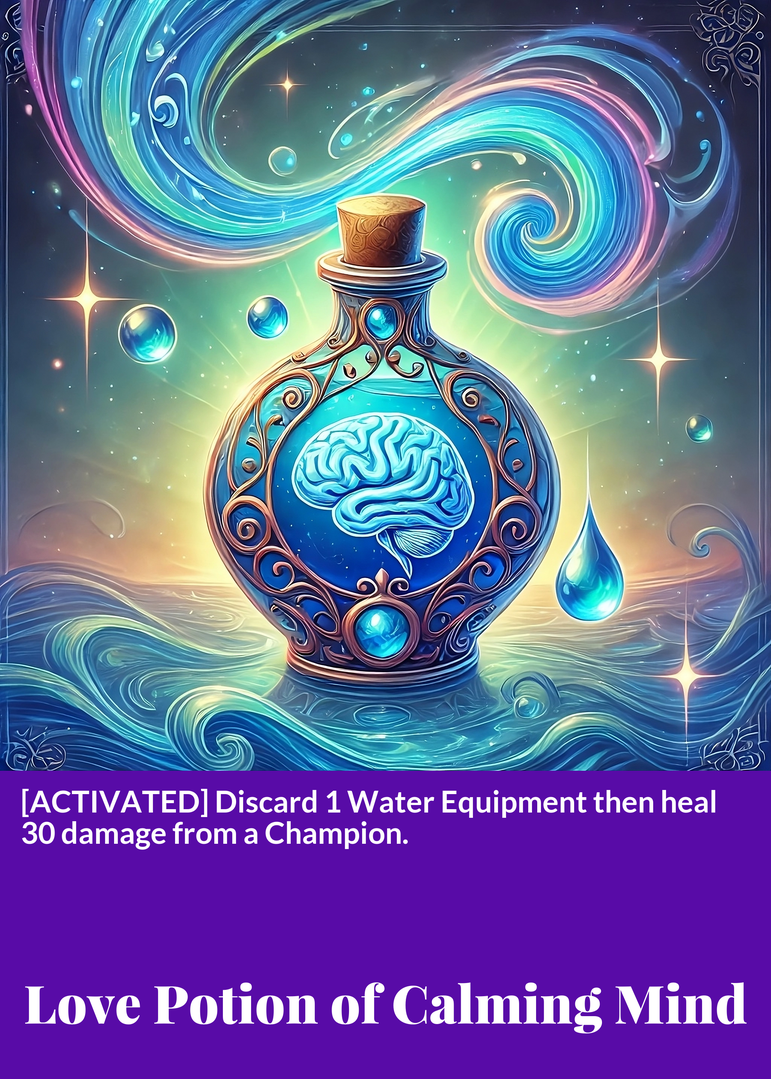 [ACTIVATED] Discard 1 Water Equipment then heal
30 damage from a Champion.
Love Potion of Calming Mind